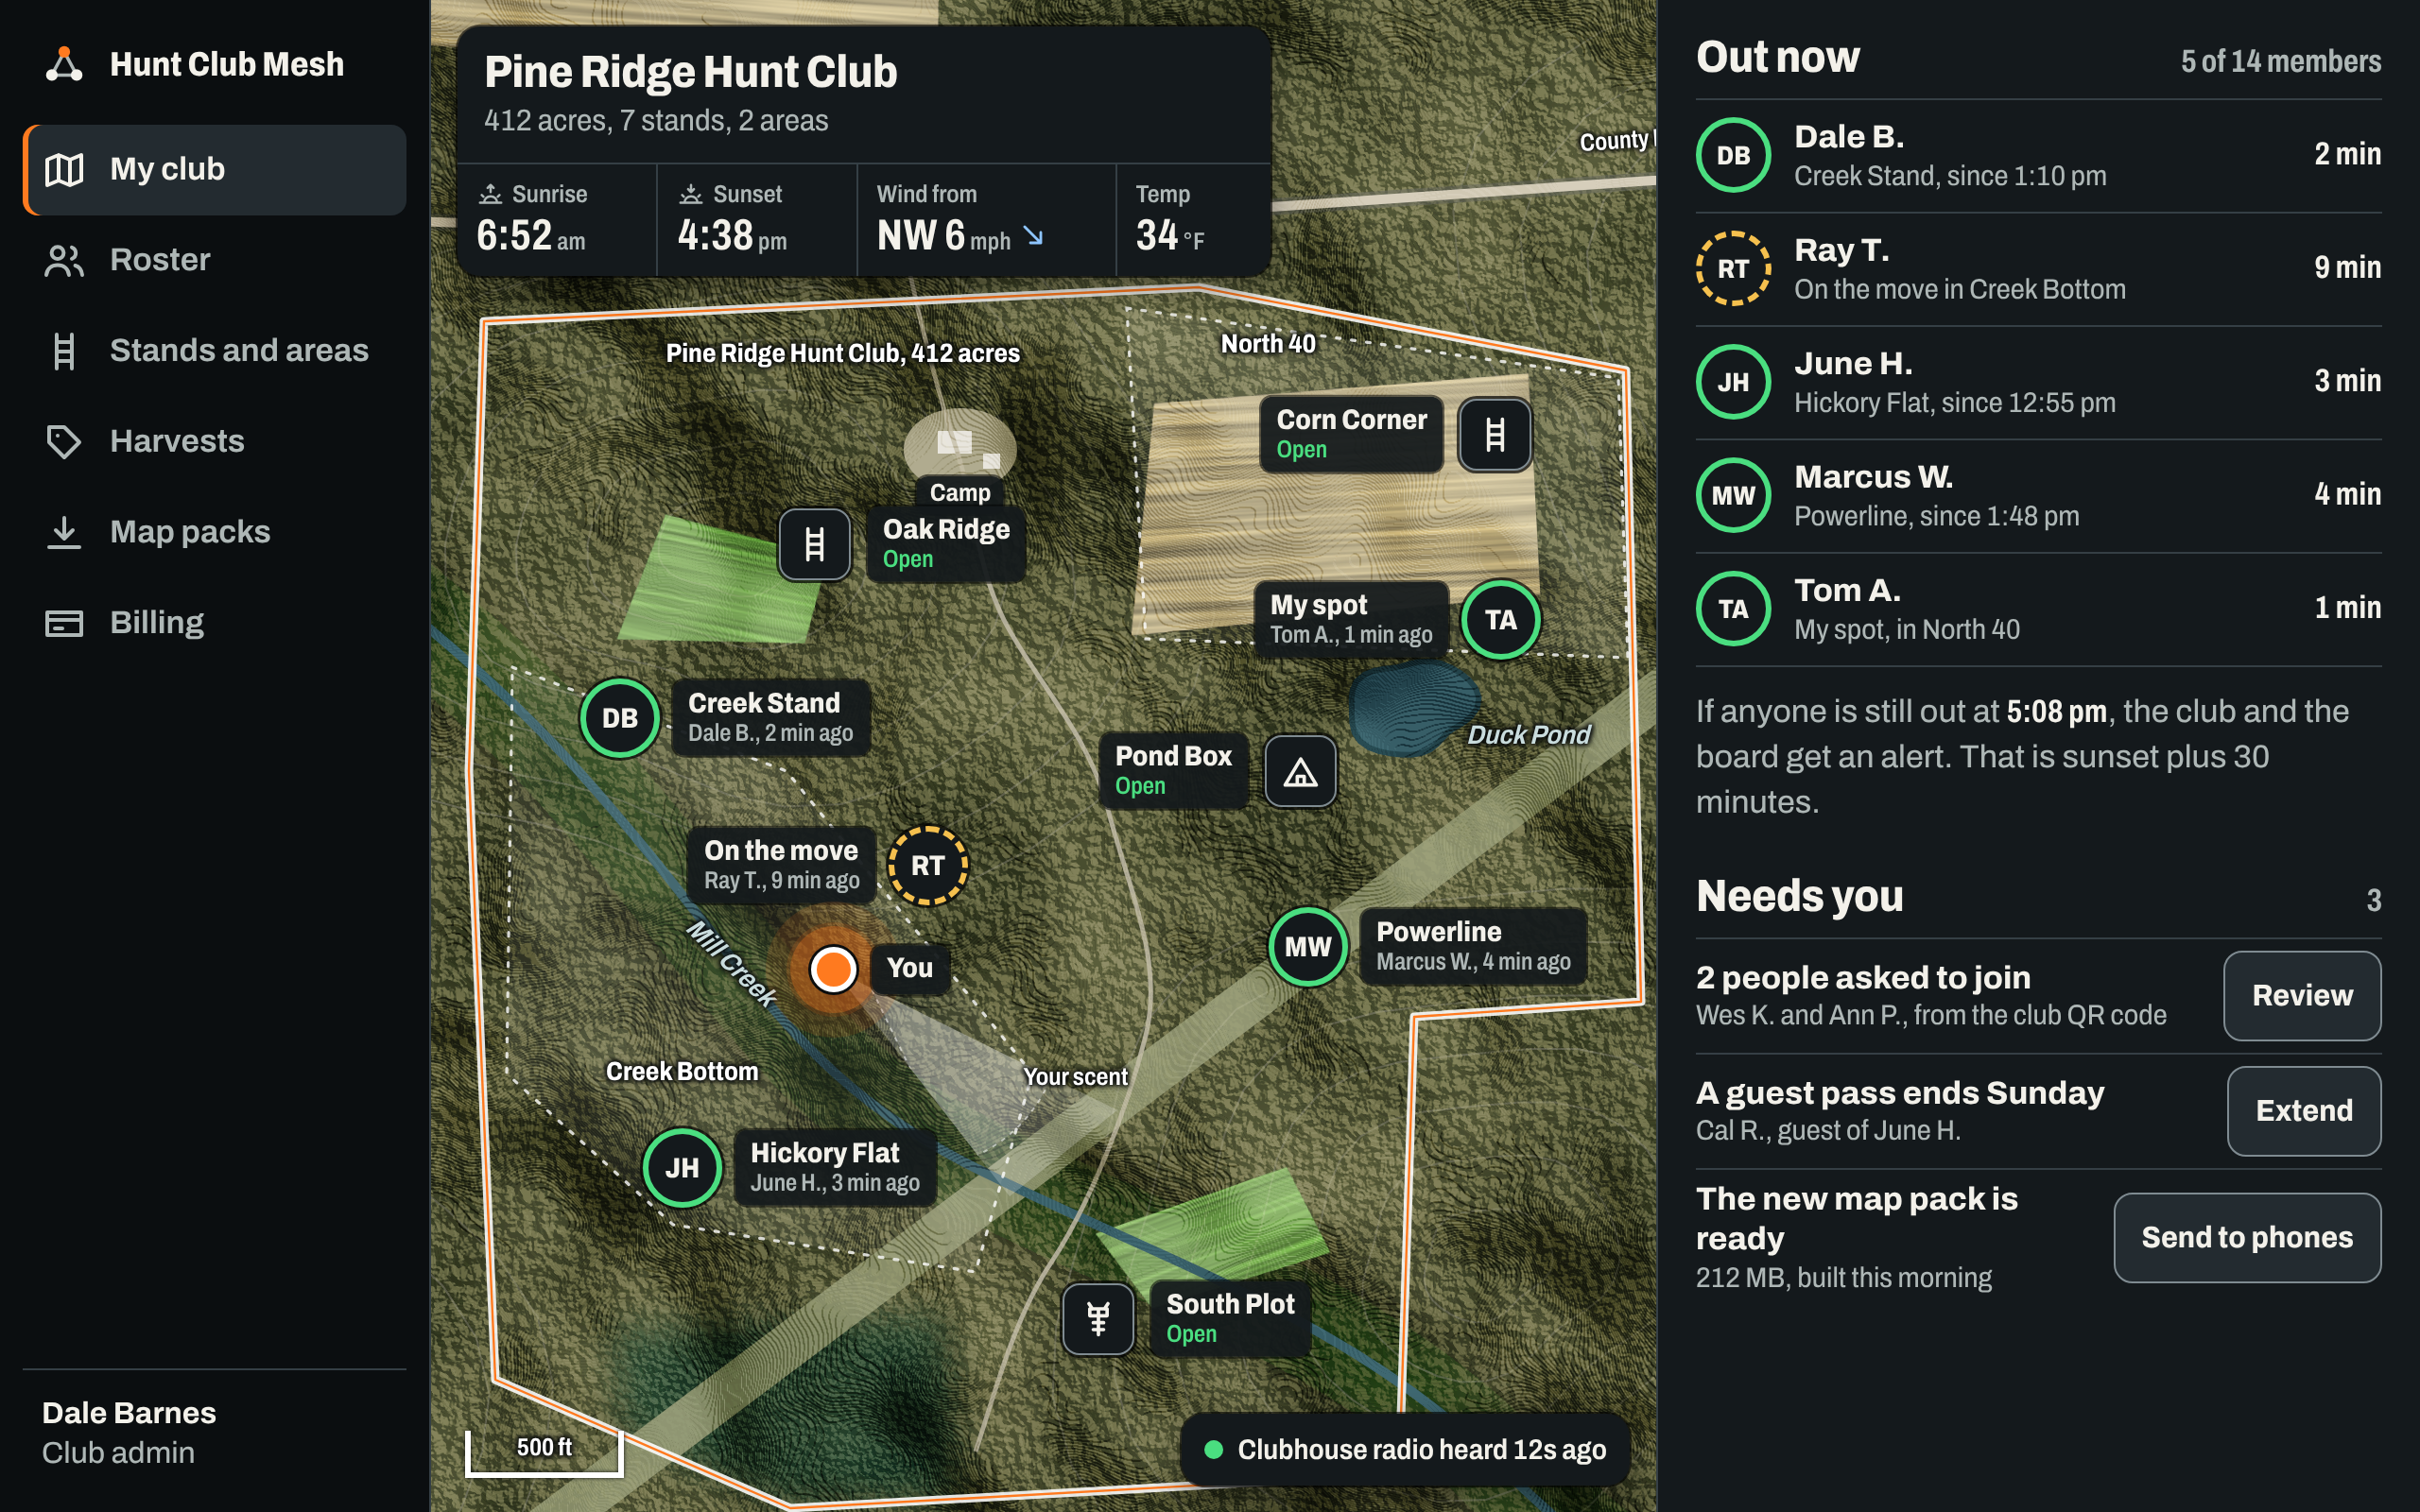 Hunt Club Mesh
My club
Roster
Stands and areas
Harvests
Map packs
Billing
Dale Barnes
Club admin
Pine Ridge Hunt Club
412 acres, 7 stands, 2 areas
Sunrise
6:52 am
Sunset
4:38 pm
Wind from
NW 6 mph
Temp
34 °F
County
Pine Ridge Hunt Club, 412 acres
North 40
Corn Corner
Open
Camp
Oak Ridge
Open
My spot
Tom A., 1 min ago
TA
DB
Creek Stand
Dale B., 2 min ago
Duck Pond
Pond Box
Open
On the move
Ray T., 9 min ago
RT
Mill Creek
You
MW
Powerline
Marcus W., 4 min ago
Creek Bottom
Your scent
JH
Hickory Flat
June H., 3 min ago
South Plot
Open
500 ft
Clubhouse radio heard 12s ago
Out now
5 of 14 members
DB
Dale B.
Creek Stand, since 1:10 pm
2 min
RT
Ray T.
On the move in Creek Bottom
9 min
JH
June H.
Hickory Flat, since 12:55 pm
3 min
MW
Marcus W.
Powerline, since 1:48 pm
4 min
TA
Tom A.
My spot, in North 40
1 min
If anyone is still out at 5:08 pm, the club and the
board get an alert. That is sunset plus 30
minutes.
Needs you
3
2 people asked to join
Wes K. and Ann P., from the club QR code
Review
A guest pass ends Sunday
Cal R., guest of June H.
Extend
The new map pack is
ready
212 MB, built this morning
Send to phones